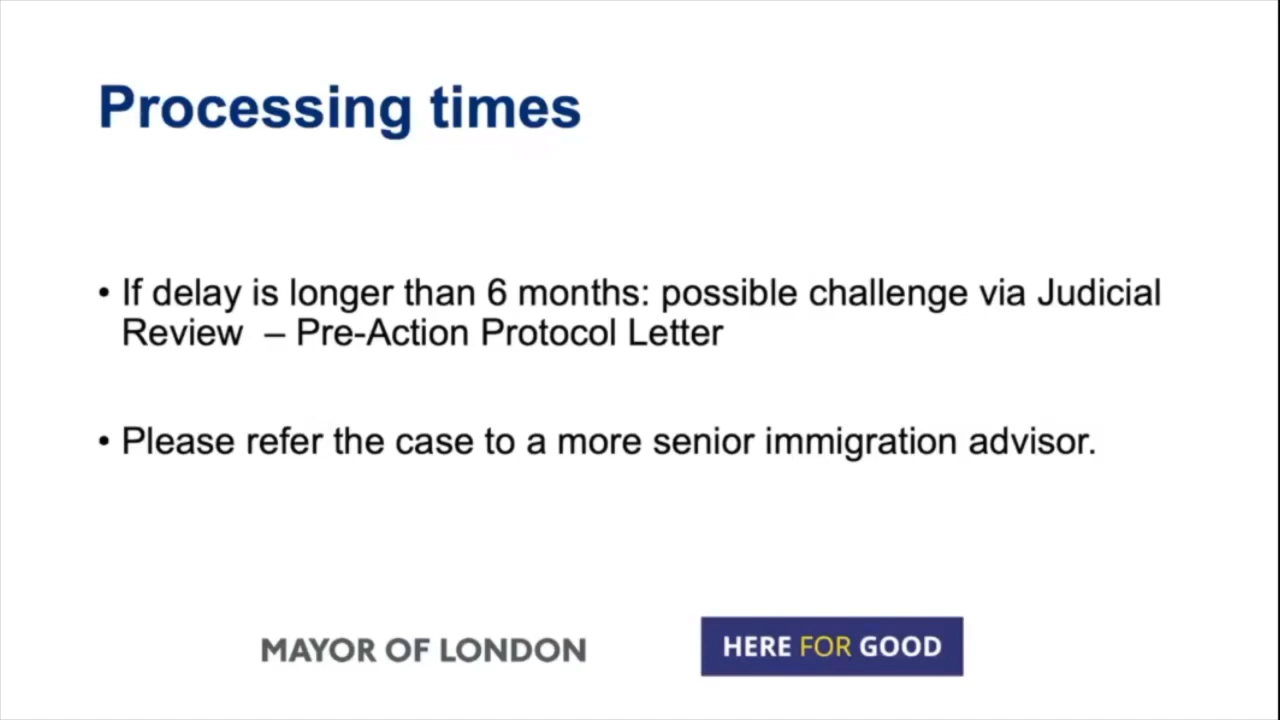 Processing times
• If delay is longer than 6 months: possible challenge via Judicial
Review – Pre-Action Protocol Letter
• Please refer the case to a more senior immigration advisor.
MAYOR OF LONDON
HERE FOR GOOD